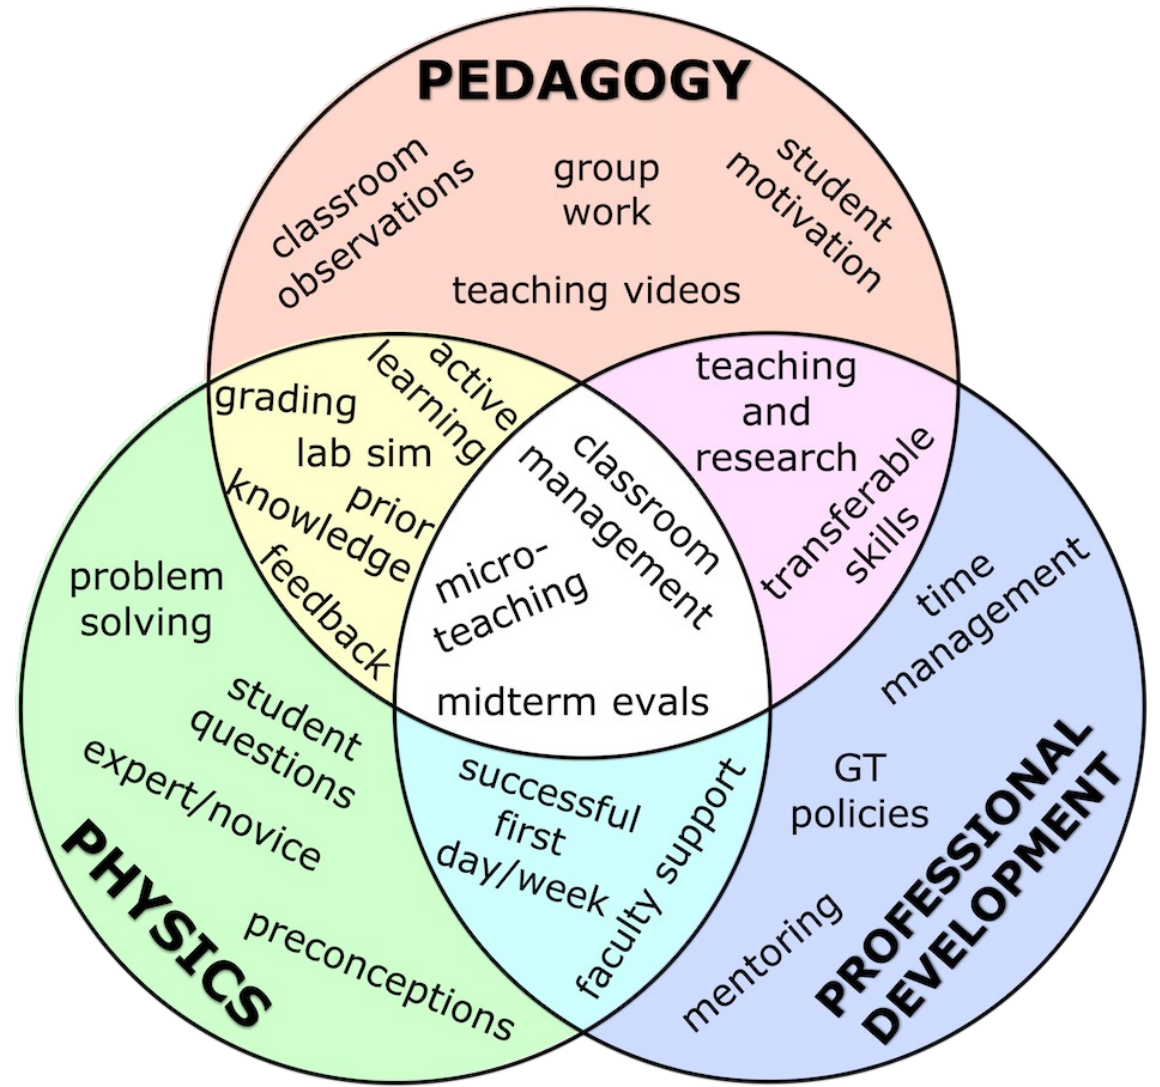 PEDAGOGY
classroom
observations
group
work
student
motivation
teaching videos
active
learning
grading
lab sim
prior
knowledge
feedback
teaching
and
research
transferable
skills
classroom
management
micro-
teaching
midterm evals
problem
solving
student
questions
expert/novice
preconceptions
PHYSICS
successful
first
day/week
faculty support
time
management
GT
policies
mentoring
PROFESSIONAL
DEVELOPMENT